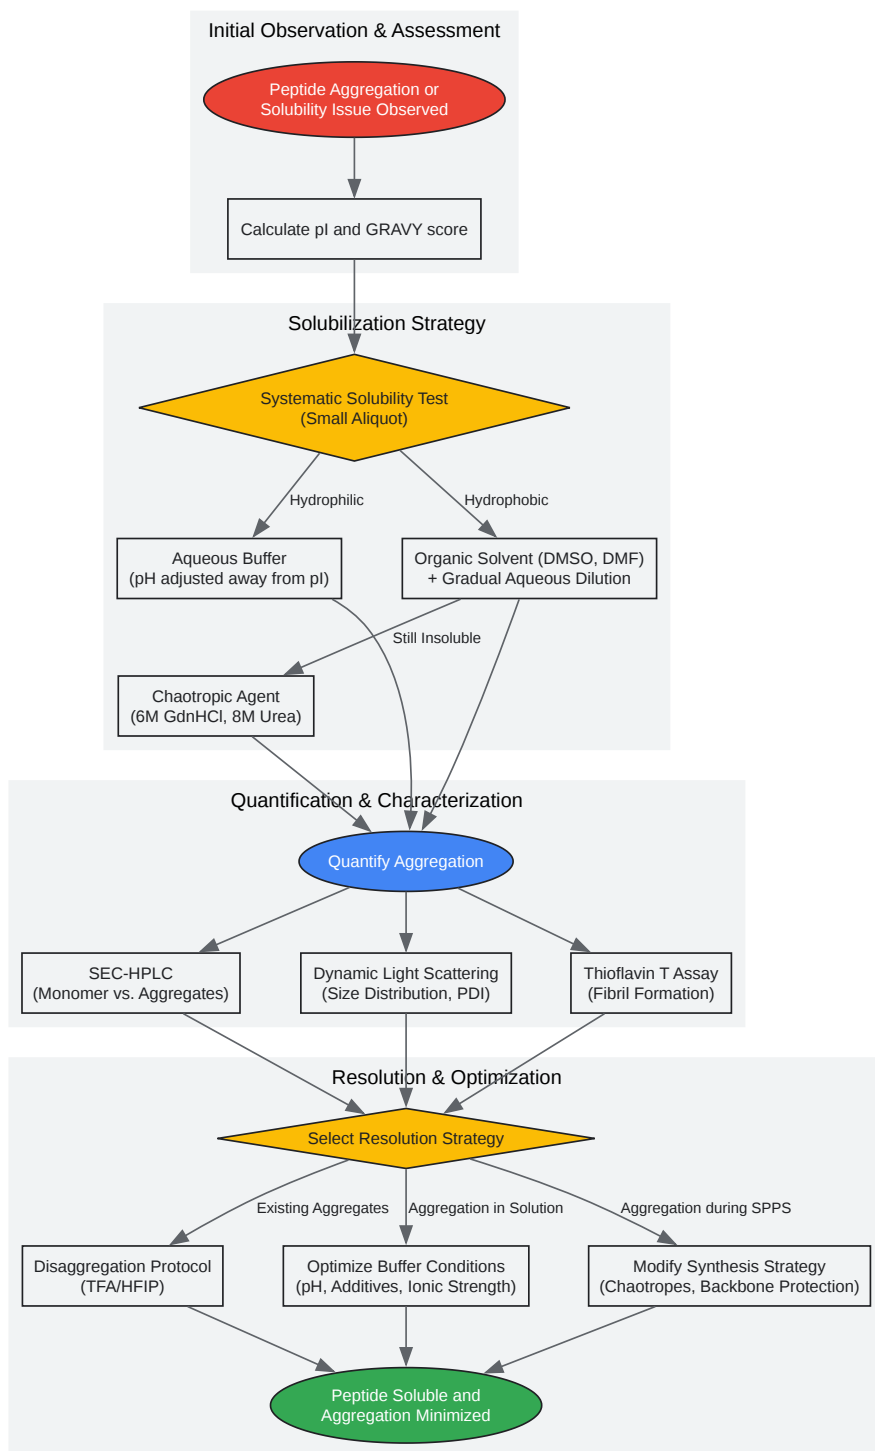 Initial Observation & Assessment
Peptide Aggregation or
Solubility Issue Observed
Calculate pI and GRAVY score
Solubilization Strategy
Systematic Solubility Test
(Small Aliquot)
Hydrophilic
Hydrophobic
Aqueous Buffer
(pH adjusted away from pI)
Organic Solvent (DMSO, DMF)
+ Gradual Aqueous Dilution
Still Insoluble
Chaotropic Agent
(6M GdnHCl, 8M Urea)
Quantification & Characterization
Quantify Aggregation
SEC-HPLC
(Monomer vs. Aggregates)
Dynamic Light Scattering
(Size Distribution, PDI)
Thioflavin T Assay
(Fibril Formation)
Resolution & Optimization
Select Resolution Strategy
Existing Aggregates
Aggregation in Solution
Aggregation during SPPS
Disaggregation Protocol
(TFA/HFIP)
Optimize Buffer Conditions
(pH, Additives, Ionic Strength)
Modify Synthesis Strategy
(Chaotropes, Backbone Protection)
Peptide Soluble and
Aggregation Minimized